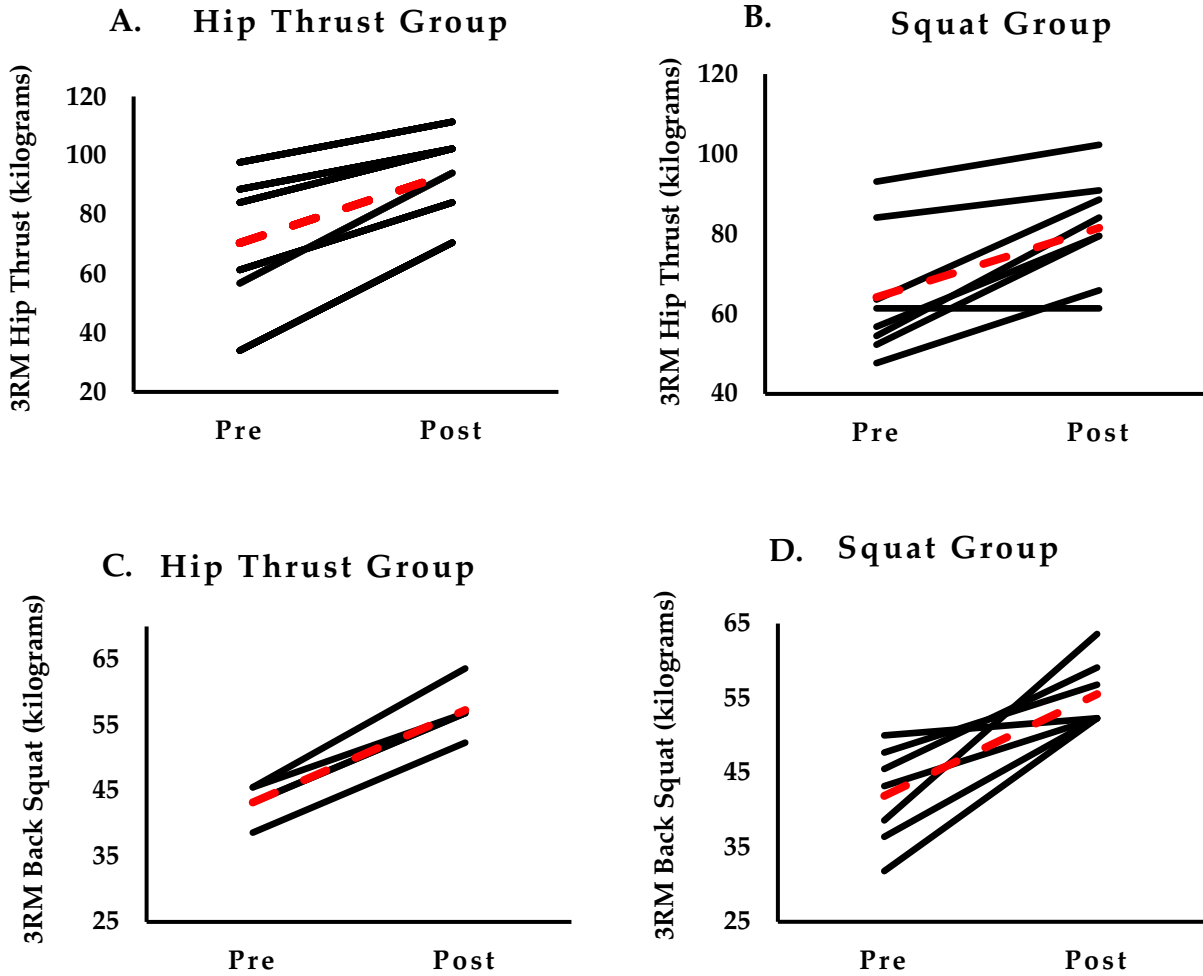 A. Hip Thrust Group
3RM Hip Thrust (kilograms)
120
100
80
60
40
20
Pre Post
B. Squat Group
3RM Hip Thrust (kilograms)
120
100
80
60
40
Pre Post
C. Hip Thrust Group
3RM Back Squat (kilograms)
65
55
45
35
25
Pre Post
D. Squat Group
3RM Back Squat (kilograms)
65
55
45
35
25
Pre Post